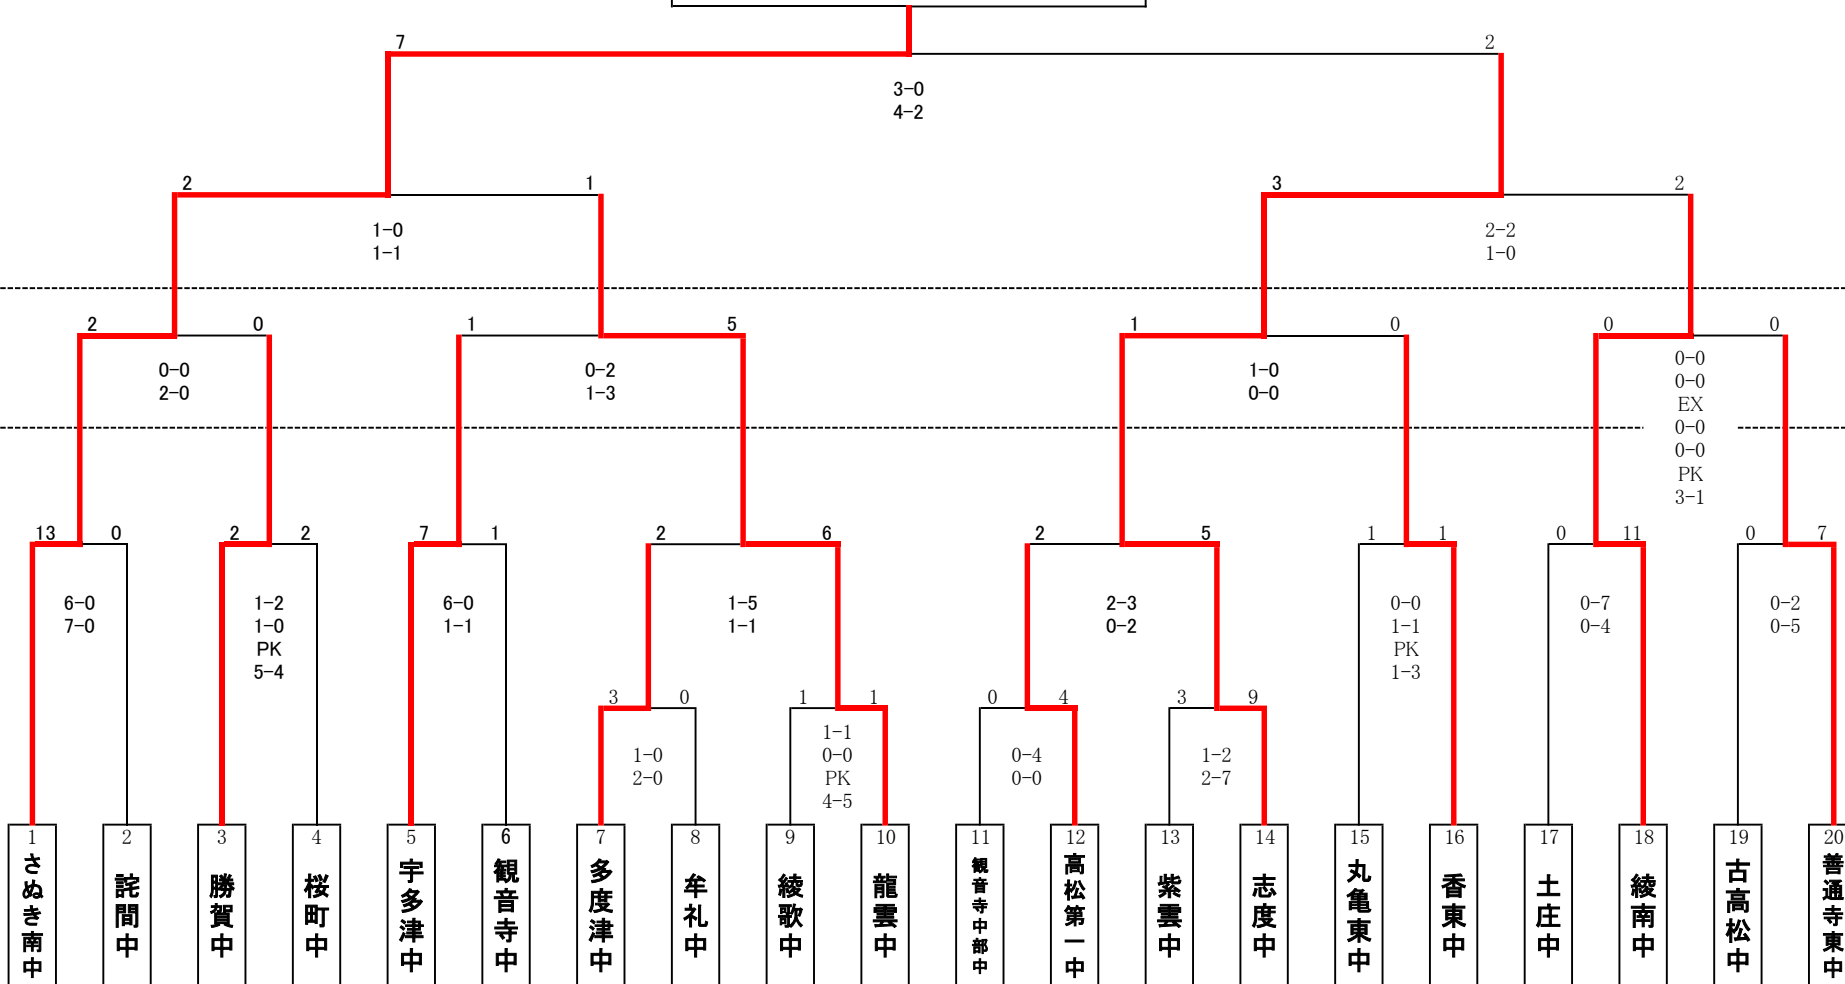 7 2
3-0
4-2
2 1 3 2
1-0
1-1
2-2
1-0
2 0 1 5 1 0 0 0
0-0
2-0
0-2
1-3
1-0
0-0
0-0
0-0
EX
0-0
0-0
PK
3-1
13 0 2 2 7 1 2 6 2 5 1 1 0 11 0 7
6-0
7-0
1-2
1-0
PK
5-4
6-0
1-1
1-5
1-1
2-3
0-2
0-0
1-1
PK
1-3
0-7
0-4
0-2
0-5
3 0 1 1 0 4 3 9
1-0
2-0
1-1
0-0
PK
4-5
0-4
0-0
1-2
2-7
1 さぬき南中
2 詫間中
3 勝賀中
4 桜町中
5 宇多津中
6 観音寺中
7 多度津中
8 牟礼中
9 綾歌中
10 龍雲中
11 観音寺中部中
12 高松第一中
13 紫雲中
14 志度中
15 丸亀東中
16 香東中
17 土庄中
18 綾南中
19 古高松中
20 善通寺東中